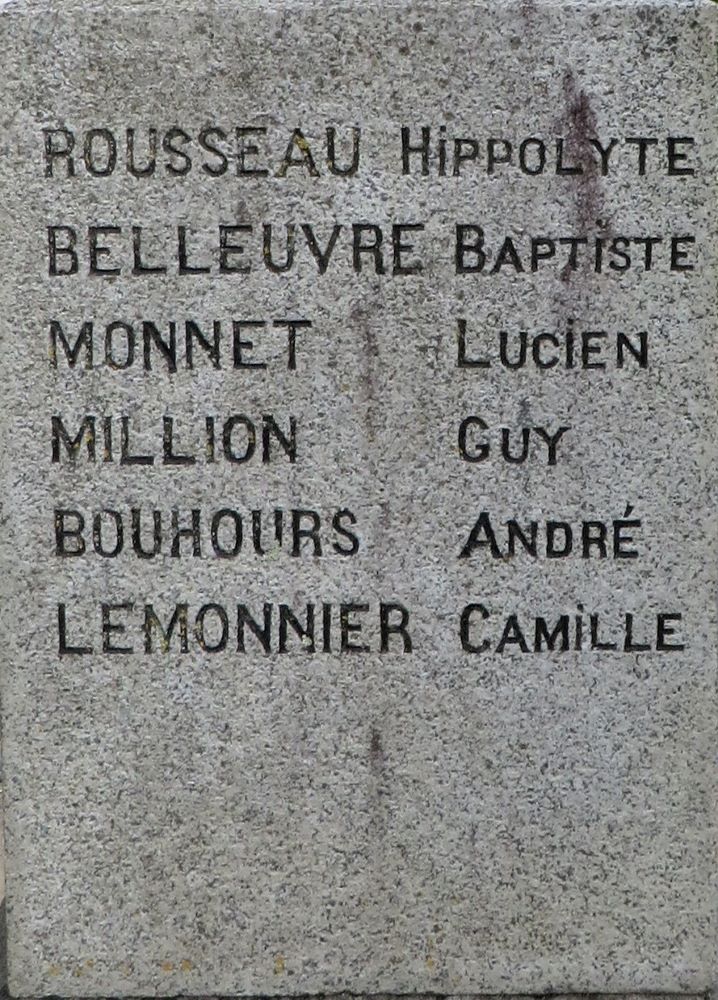 ROUSSEAU HiPPOLYTE
BELLEUVRE BAPTiSTE
MONNET LUCiEN
MILLION GUY
BOUHOURS ANDRÉ
LEMONNIER CAMiLLE